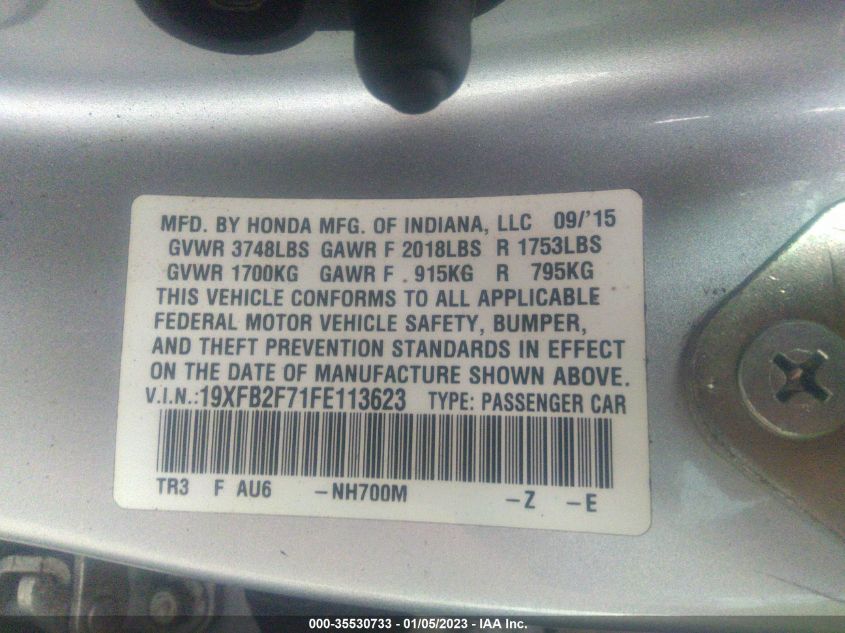 MFD. BY HONDA MFG. OF INDIANA, LLC 09/'15
GVWR 3748LBS GAWR F 2018LBS R 1753LBS
GVWR 1700KG GAWR F 915KG R 795KG
THIS VEHICLE CONFORMS TO ALL APPLICABLE
FEDERAL MOTOR VEHICLE SAFETY, BUMPER,
AND THEFT PREVENTION STANDARDS IN EFFECT
ON THE DATE OF MANUFACTURE SHOWN ABOVE.
V.I.N.:19XFB2F71FE113623 TYPE: PASSENGER CAR
TR3 F AU6 -NH700M -Z -E
000-35530733 - 01/05/2023 - IAA Inc.